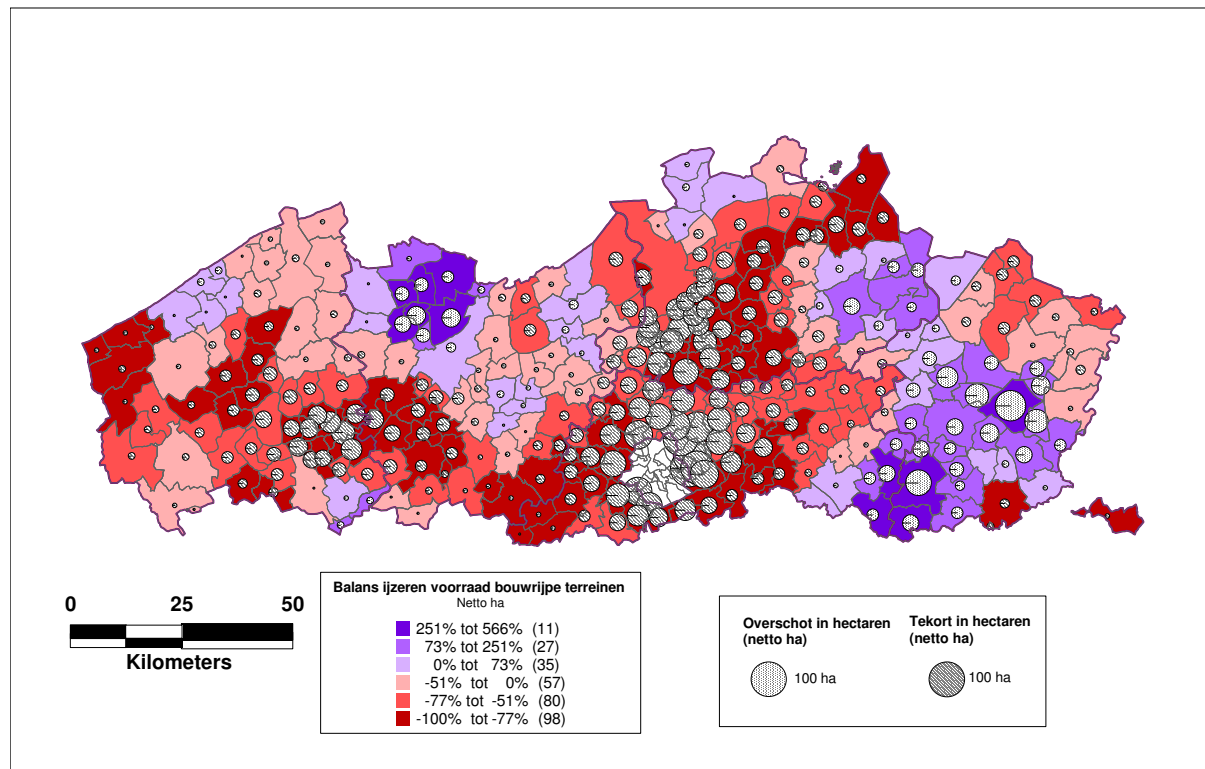 0 25 50
Kilometers
Balans ijzeren voorraad bouwrijpe terreinen
Netto ha
251% tot 566% (11)
73% tot 251% (27)
0% tot 73% (35)
-51% tot 0% (57)
-77% tot -51% (80)
-100% tot -77% (98)
Overschot in hectaren
(netto ha)
100 ha
Tekort in hectaren
(netto ha)
100 ha